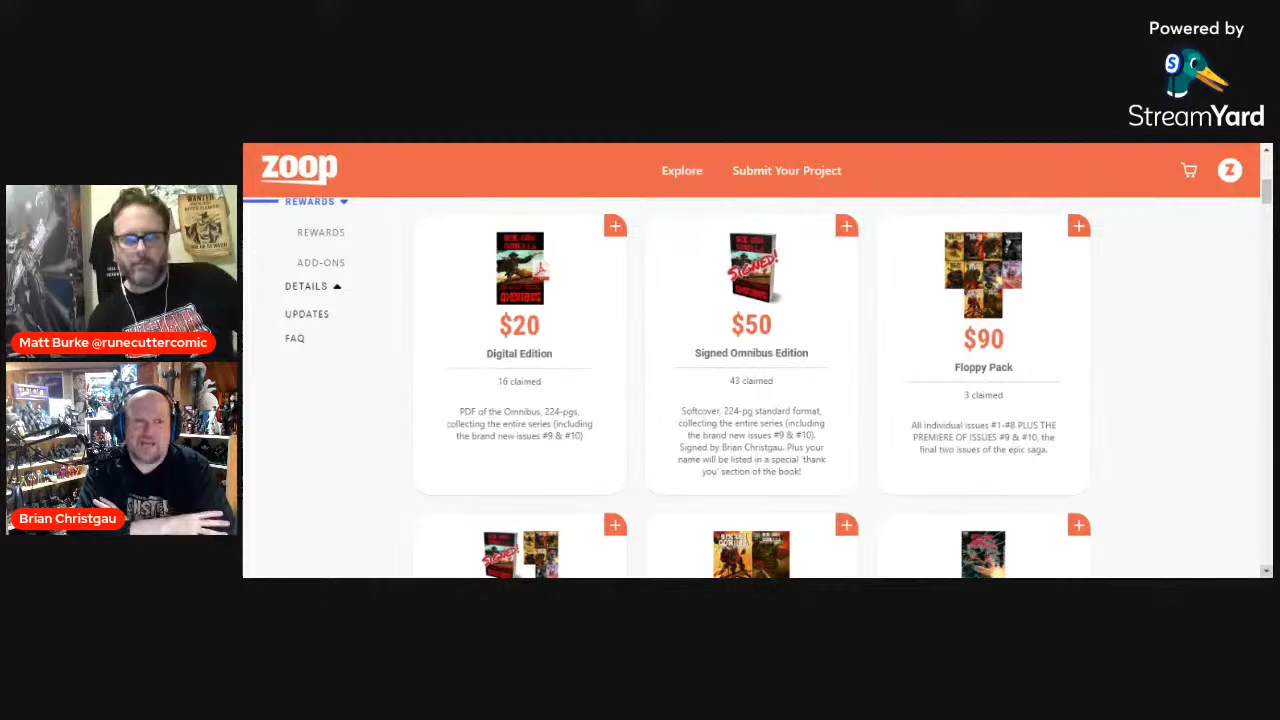 Powered by
StreamYard
zoop
Explore
Submit Your Project
Z
REWARDS
REWARDS
ADD-ONS
DETAILS
UPDATES
FAQ
$20
Digital Edition
16 claimed
PDF of the Omnibus, 224-pgs,
collecting the entire series (including
the brand new issues #9 & #10)
SIGNED!
$50
Signed Omnibus Edition
43 claimed
Softcover, 224-pg standard format,
collecting the entire series (including
the brand new issues #9 & #10).
Signed by Brian Christgau. Plus your
name will be listed in a special 'thank
you' section of the book!
$90
Floppy Pack
3 claimed
All individual issues #1-#8 PLUS THE
PREMIERE OF ISSUES #9 & #10, the
final two issues of the epic saga.
WANTED
Matt Burke @runecuttercomic
Brian Christgau